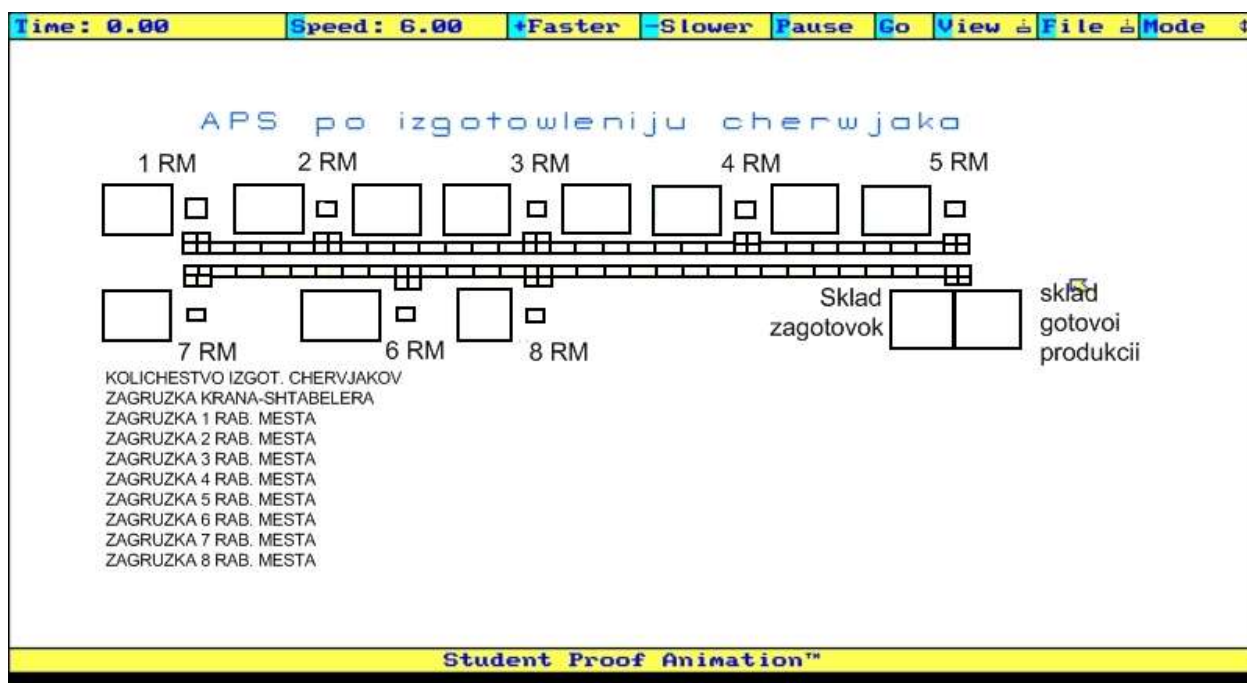 Time: 0.00 Speed: 6.00 +Faster -Slower Pause Go View File Mode
APS po izgotowleniju cherwjaka
1 RM 2 RM 3 RM 4 RM 5 RM
Sklad
zagotovok
sklad
gotovoi
produkcii
7 RM 6 RM 8 RM
KOLICHESTVO IZGOT. CHERVJAKOV
ZAGRUZKA KRANA-SHTABELERA
ZAGRUZKA 1 RAB. MESTA
ZAGRUZKA 2 RAB. MESTA
ZAGRUZKA 3 RAB. MESTA
ZAGRUZKA 4 RAB. MESTA
ZAGRUZKA 5 RAB. MESTA
ZAGRUZKA 6 RAB. MESTA
ZAGRUZKA 7 RAB. MESTA
ZAGRUZKA 8 RAB. MESTA
Student Proof Animation™